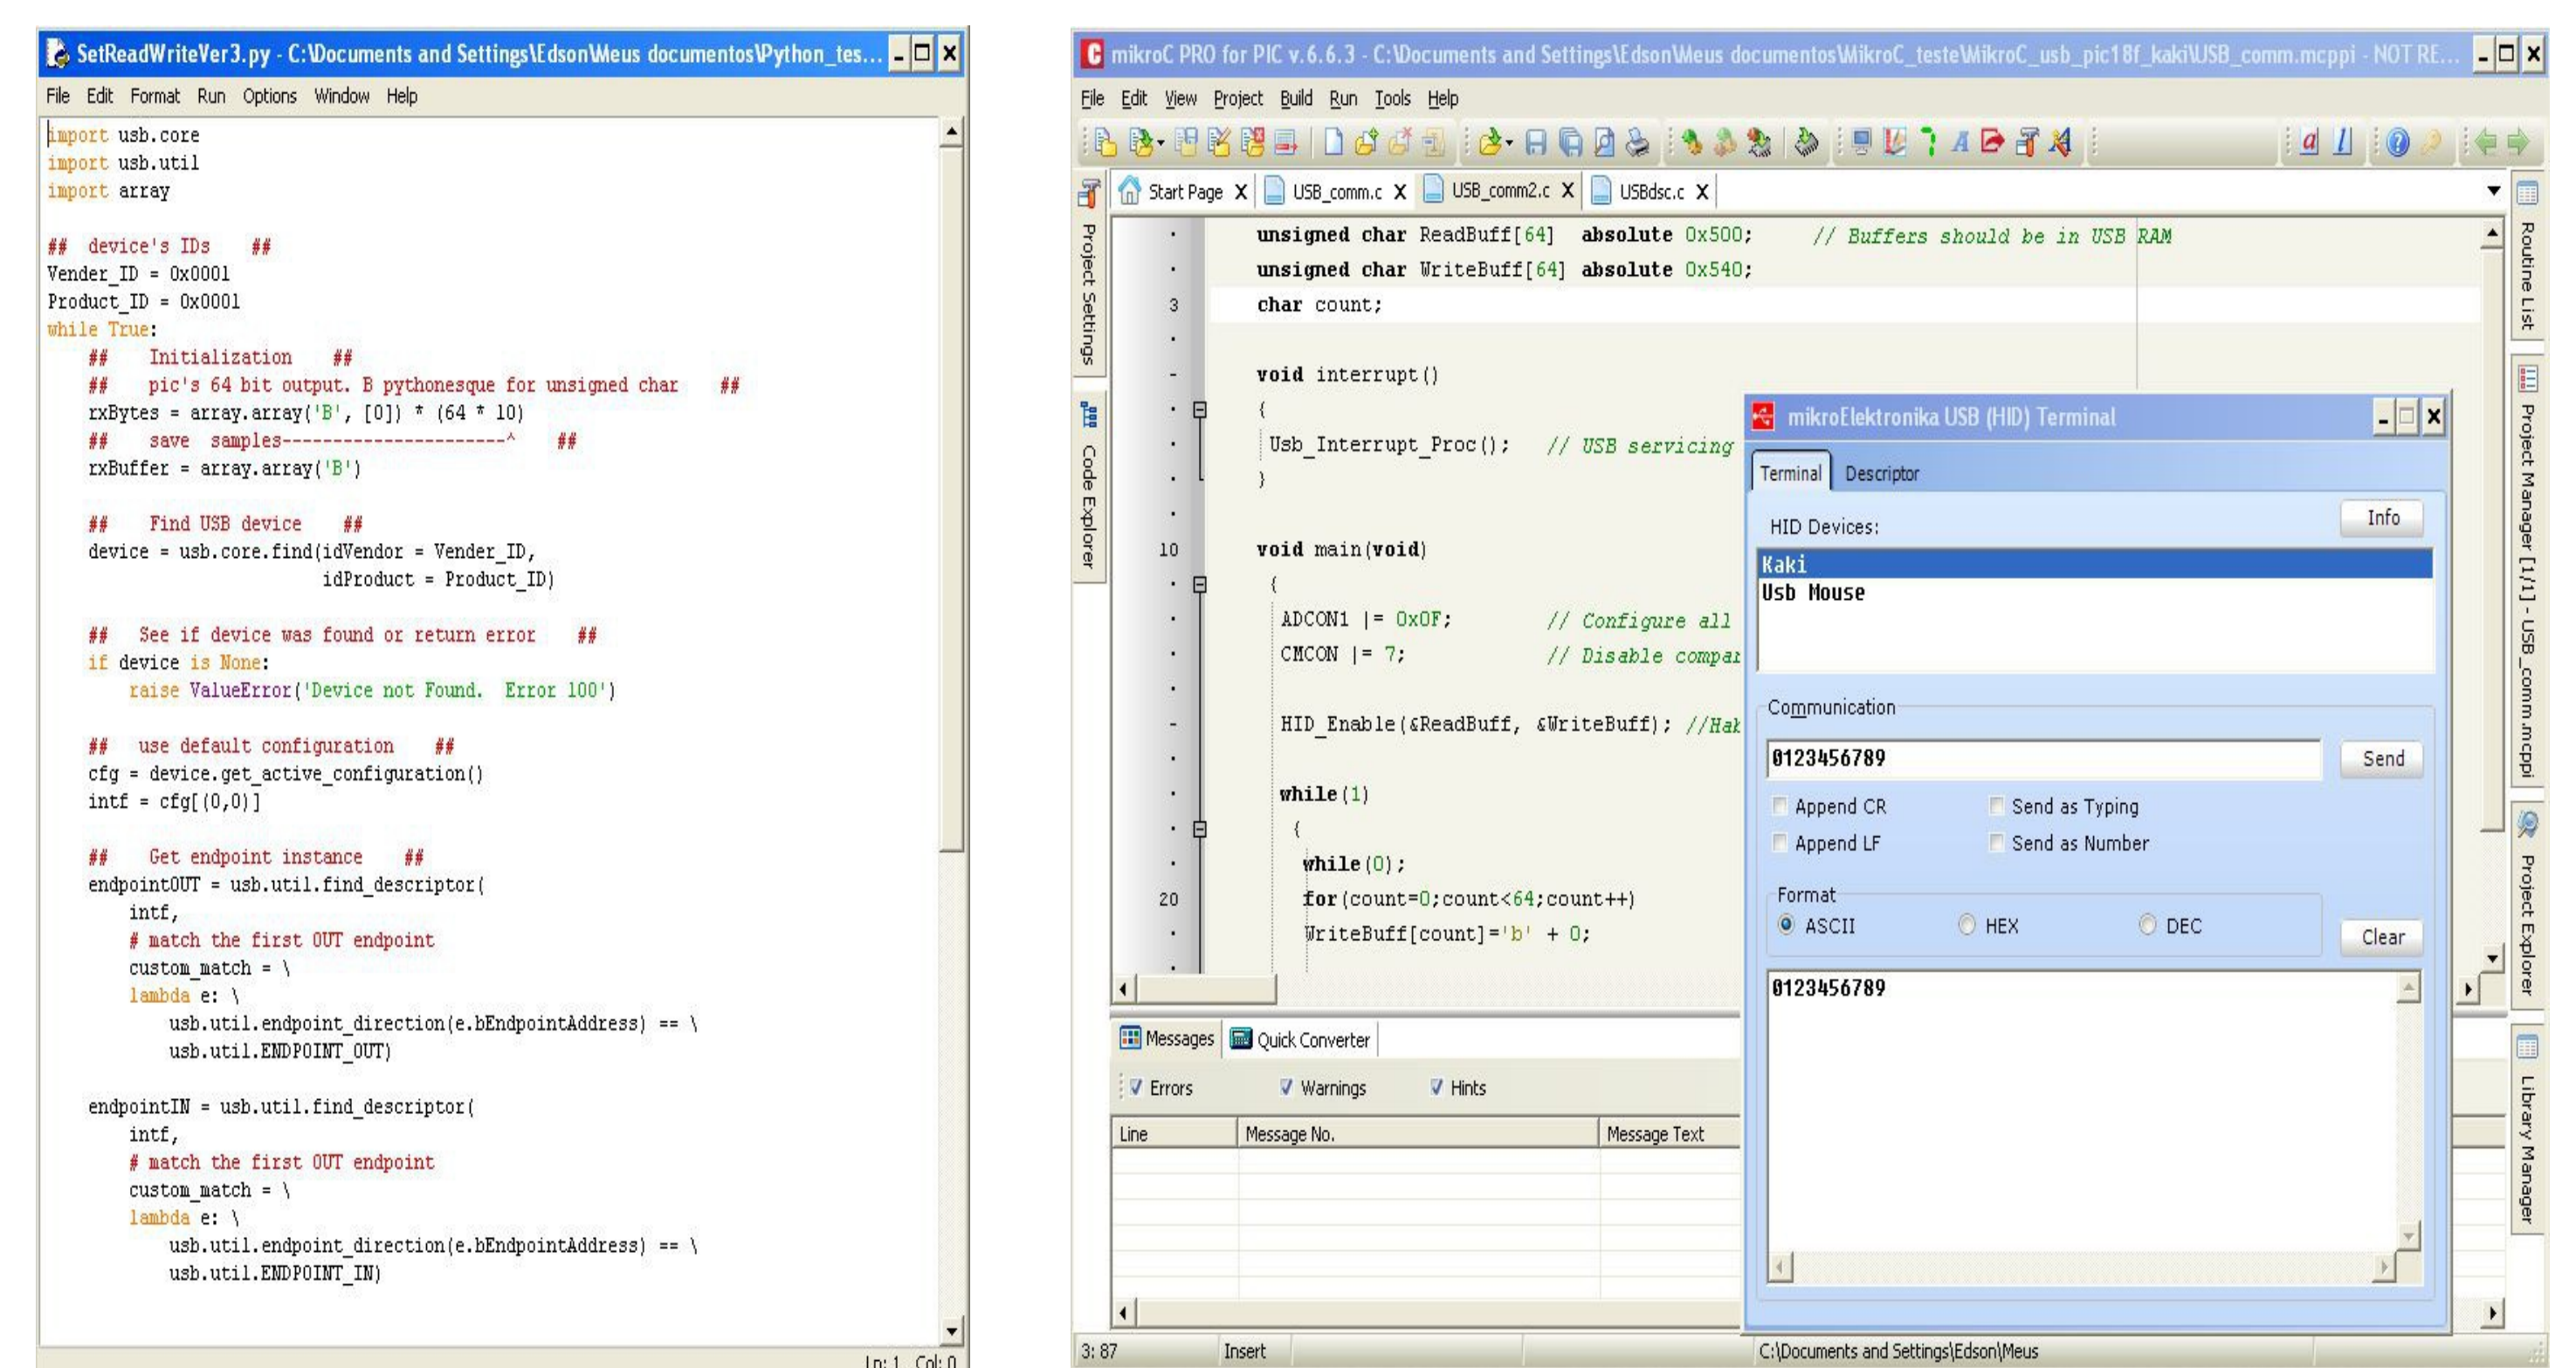 SetReadWriteVer3.py - C:\Documents and Settings\Edson\Meus documentos\Python_tes...
File Edit Format Run Options Window Help
import usb.core
import usb.util
import array
## device's IDs ##
Vender_ID = 0x0001
Product_ID = 0x0001
while True:
## Initialization ##
## pic's 64 bit output. B pythonesque for unsigned char ##
rxBytes = array.array('B', [0]) * (64 * 10)
## save samples----------------------^ ##
rxBuffer = array.array('B')
## Find USB device ##
device = usb.core.find(idVendor = Vender_ID,
idProduct = Product_ID)
## See if device was found or return error ##
if device is None:
raise ValueError('Device not Found. Error 100')
## use default configuration ##
cfg = device.get_active_configuration()
intf = cfg[(0,0)]
## Get endpoint instance ##
endpointOUT = usb.util.find_descriptor(
intf,
# match the first OUT endpoint
custom_match = \
lambda e: \
usb.util.endpoint_direction(e.bEndpointAddress) == \
usb.util.ENDPOINT_OUT)
endpointIN = usb.util.find_descriptor(
intf,
# match the first OUT endpoint
custom_match = \
lambda e: \
usb.util.endpoint_direction(e.bEndpointAddress) == \
usb.util.ENDPOINT_IN)
Ln: 1 Col: 0
mikroC PRO for PIC v.6.6.3 - C:\Documents and Settings\Edson\Meus documentos\MikroC_teste\MikroC_usb_pic18f_kaki\USB_comm.mcppi - NOT RE...
File Edit View Project Build Run Tools Help
Start Page USB_comm.c USB_comm2.c USBdsc.c
Project Settings
Code Explorer
unsigned char ReadBuff[64] absolute 0x500; // Buffers should be in USB RAM
unsigned char WriteBuff[64] absolute 0x540;
3 char count;
void interrupt()
{
Usb_Interrupt_Proc(); // USB servicing
}
10 void main(void)
{
ADCON1 |= 0x0F; // Configure all
CMCON |= 7; // Disable compar
HID_Enable(&ReadBuff, &WriteBuff); //Hak
while(1)
{
while(0);
20 for(count=0;count<64;count++)
WriteBuff[count]='b' + 0;
Messages Quick Converter
Errors Warnings Hints
Line Message No. Message Text
3: 87 Insert C:\Documents and Settings\Edson\Meus
mikroElektronika USB (HID) Terminal
Terminal Descriptor
HID Devices: Info
Kaki
Usb Mouse
Communication
0123456789 Send
Append CR Send as Typing
Append LF Send as Number
Format
ASCII HEX DEC Clear
0123456789
Routine List
Project Manager [1/1] - USB_comm.mcppi
Project Explorer
Library Manager